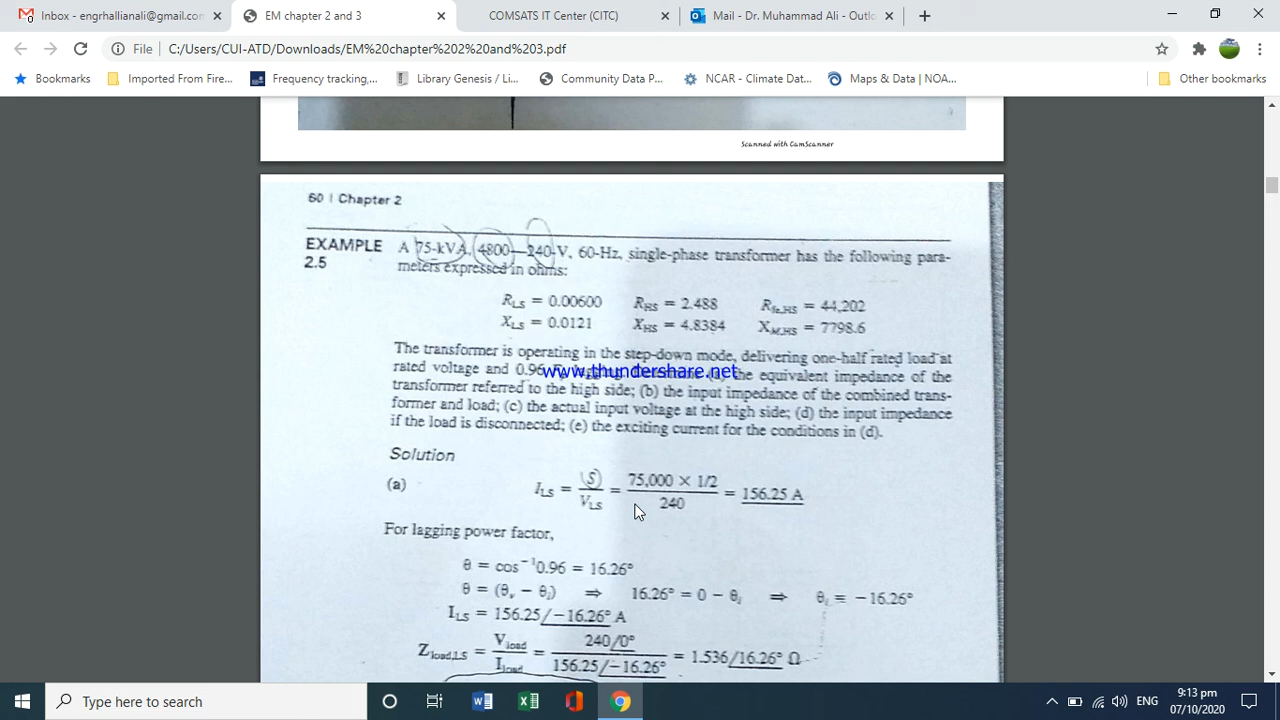 Inbox - engrhallianali@gmail.com
EM chapter 2 and 3
COMSATS IT Center (CITC)
Mail - Dr. Muhammad Ali - Outlo
File
C:/Users/CUI-ATD/Downloads/EM%20chapter%202%20and%203.pdf
Bookmarks
Imported From Fire...
Frequency tracking,...
Library Genesis / Li...
Community Data P...
NCAR - Climate Dat...
Maps & Data | NOA...
Other bookmarks
Scanned with CamScanner
60 | Chapter 2
EXAMPLE 2.5
A 75-kVA, 4800—240-V, 60-Hz, single-phase transformer has the following para-
meters expressed in ohms:
R_LS = 0.00600 R_HS = 2.488 R_fe,HS = 44,202
X_LS = 0.0121 X_HS = 4.8384 X_M,HS = 7798.6
The transformer is operating in the step-down mode, delivering one-half rated load at
rated voltage and 0.96 the equivalent impedance of the
www.thundershare.net
transformer referred to the high side; (b) the input impedance of the combined trans-
former and load; (c) the actual input voltage at the high side; (d) the input impedance
if the load is disconnected; (e) the exciting current for the conditions in (d).
Solution
(a) I_LS = |S| / V_LS = 75,000 × 1/2 / 240 = 156.25 A
For lagging power factor,
θ = cos⁻¹0.96 = 16.26°
θ = (θ_v − θ_i) ⇒ 16.26° = 0 − θ_i ⇒ θ_i = −16.26°
I_LS = 156.25/−16.26° A
Z_load,LS = V_load / I_load = 240/0° / 156.25/−16.26° = 1.536/16.26° Ω
Type here to search
ENG
9:13 pm
07/10/2020